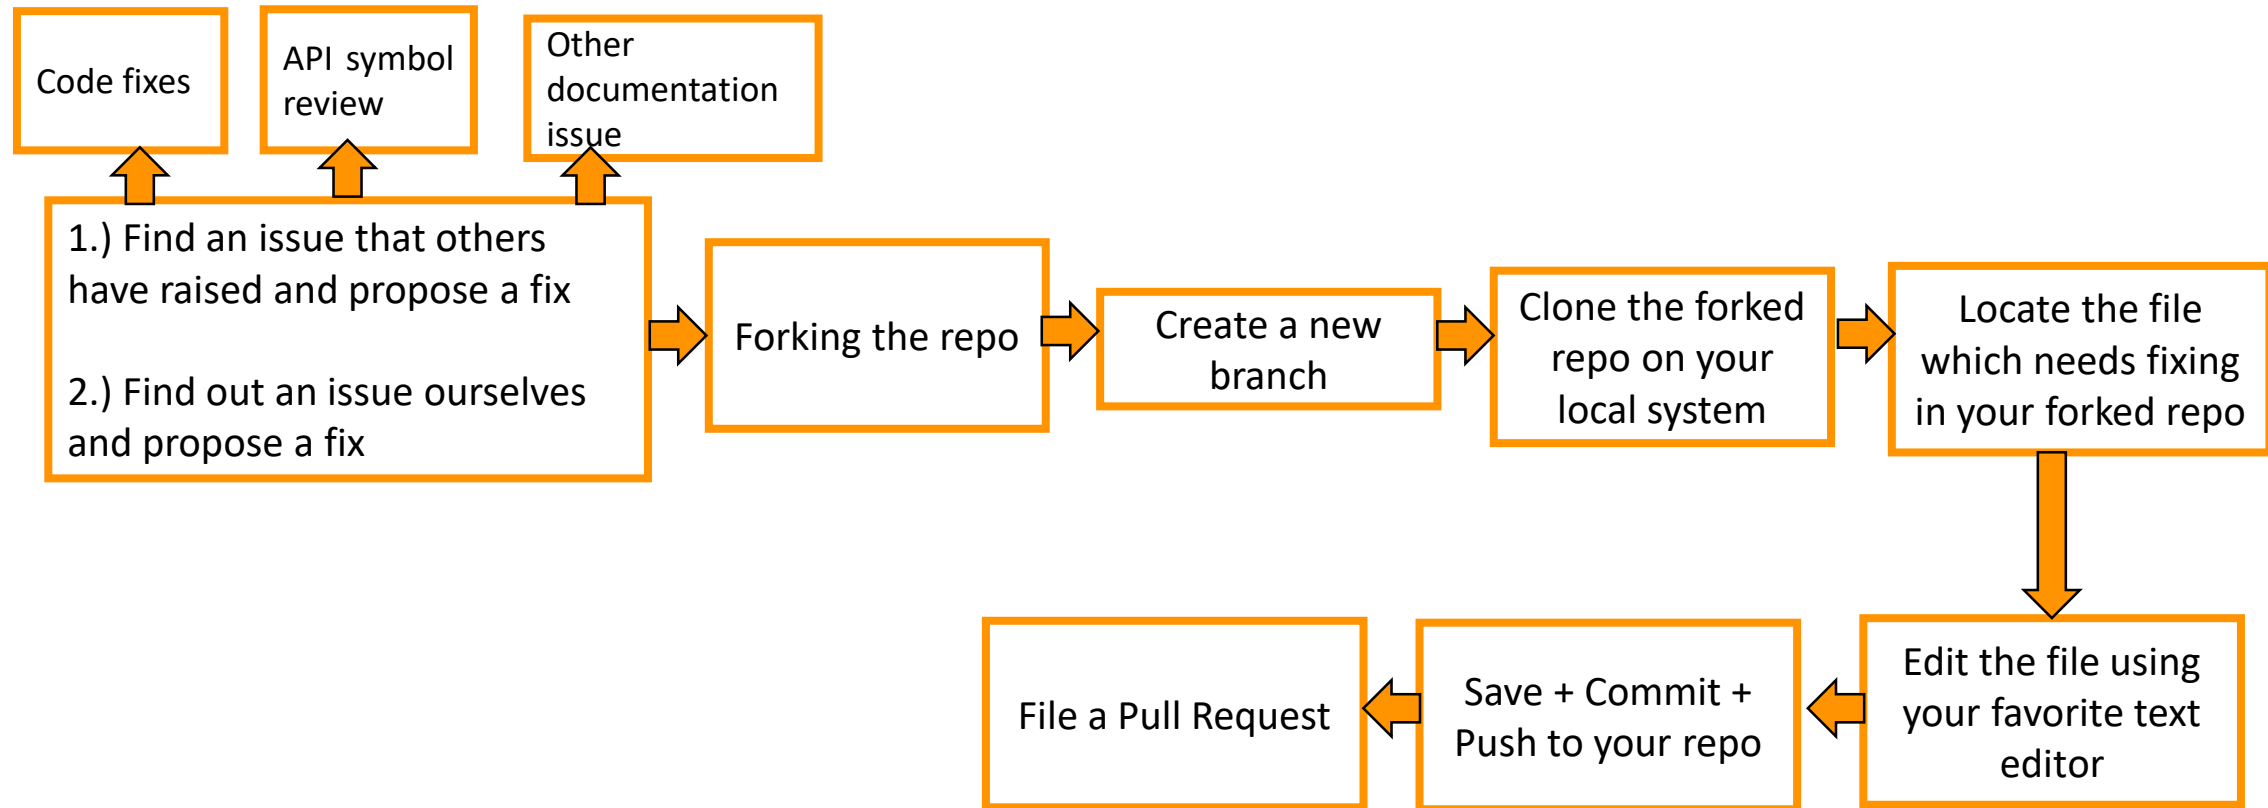 Code fixes
API symbol
review
Other
documentation
issue
1.) Find an issue that others
have raised and propose a fix
2.) Find out an issue ourselves
and propose a fix
Forking the repo
Create a new
branch
Clone the forked
repo on your
local system
Locate the file
which needs fixing
in your forked repo
Edit the file using
your favorite text
editor
Save + Commit +
Push to your repo
File a Pull Request